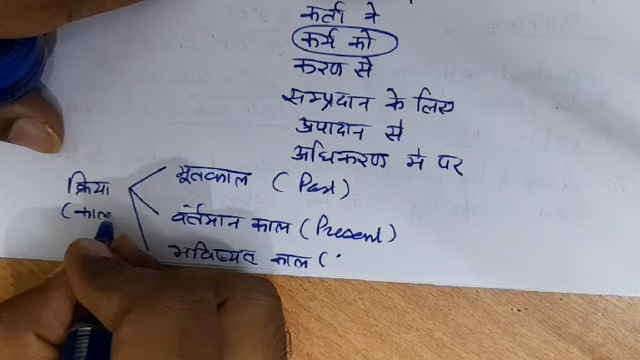 कर्ता ने
कर्म को
करण से
सम्प्रदान के लिए
अपादान से
अधिकरण में पर
भूतकाल (Past)
क्रिया
(काल
वर्तमान काल (Present)
भविष्यत काल (